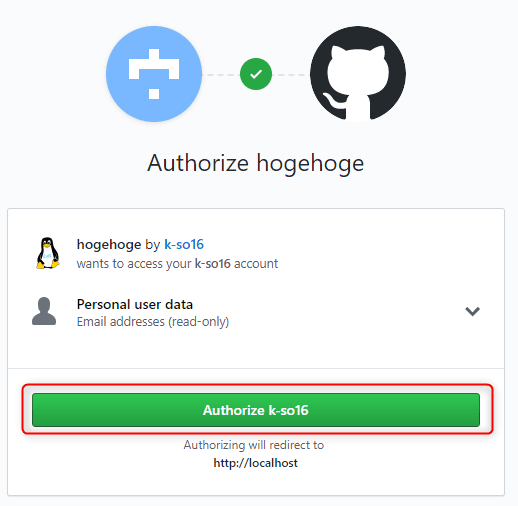 Authorize hogehoge
hogehoge by k-so16
wants to access your k-so16 account
Personal user data
Email addresses (read-only)
Authorize k-so16
Authorizing will redirect to
http://localhost